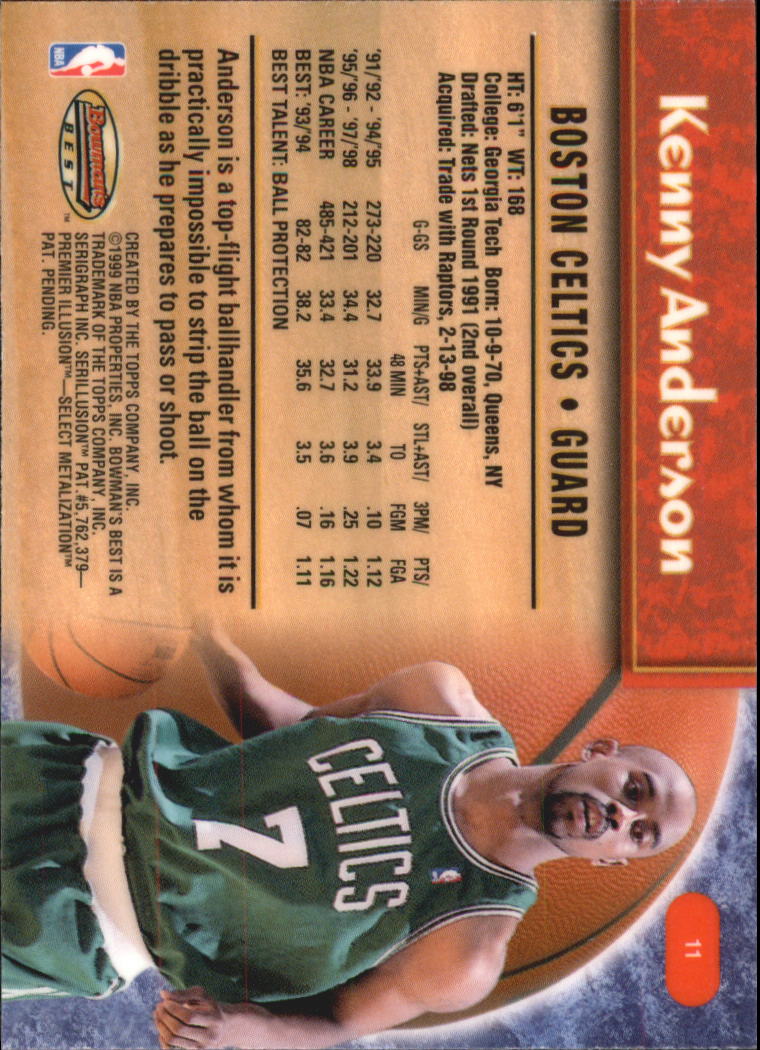 Kenny Anderson
11
BOSTON CELTICS • GUARD
HT: 6'1" WT: 168
College: Georgia Tech Born: 10-9-70, Queens, NY
Drafted: Nets 1st Round 1991 (2nd overall)
Acquired: Trade with Raptors, 2-13-98
PTS+AST/ STL+AST/ 3PM/ PTS/
G-GS MIN/G 48 MIN TO FGM FGA
'91/'92 - '94/'95 273-220 32.7 33.9 3.4 .10 1.12
'95/'96 - '97/'98 212-201 34.4 31.2 3.9 .25 1.22
NBA CAREER 485-421 33.4 32.7 3.6 .16 1.16
BEST: '93/'94 82-82 38.2 35.6 3.5 .07 1.11
BEST TALENT: BALL PROTECTION
Anderson is a top-flight ballhandler from whom it is
practically impossible to strip the ball on the
dribble as he prepares to pass or shoot.
CELTICS
7
NBA
Bowman's
BEST™
CREATED BY THE TOPPS COMPANY, INC.
©1999 NBA PROPERTIES, INC. BOWMAN'S BEST IS A
TRADEMARK OF THE TOPPS COMPANY, INC.
SERIGRAPH INC. SERILLUSION™ PAT. #5,762,379—
PREMIER ILLUSION™—SELECT METALIZATION™
PAT. PENDING.